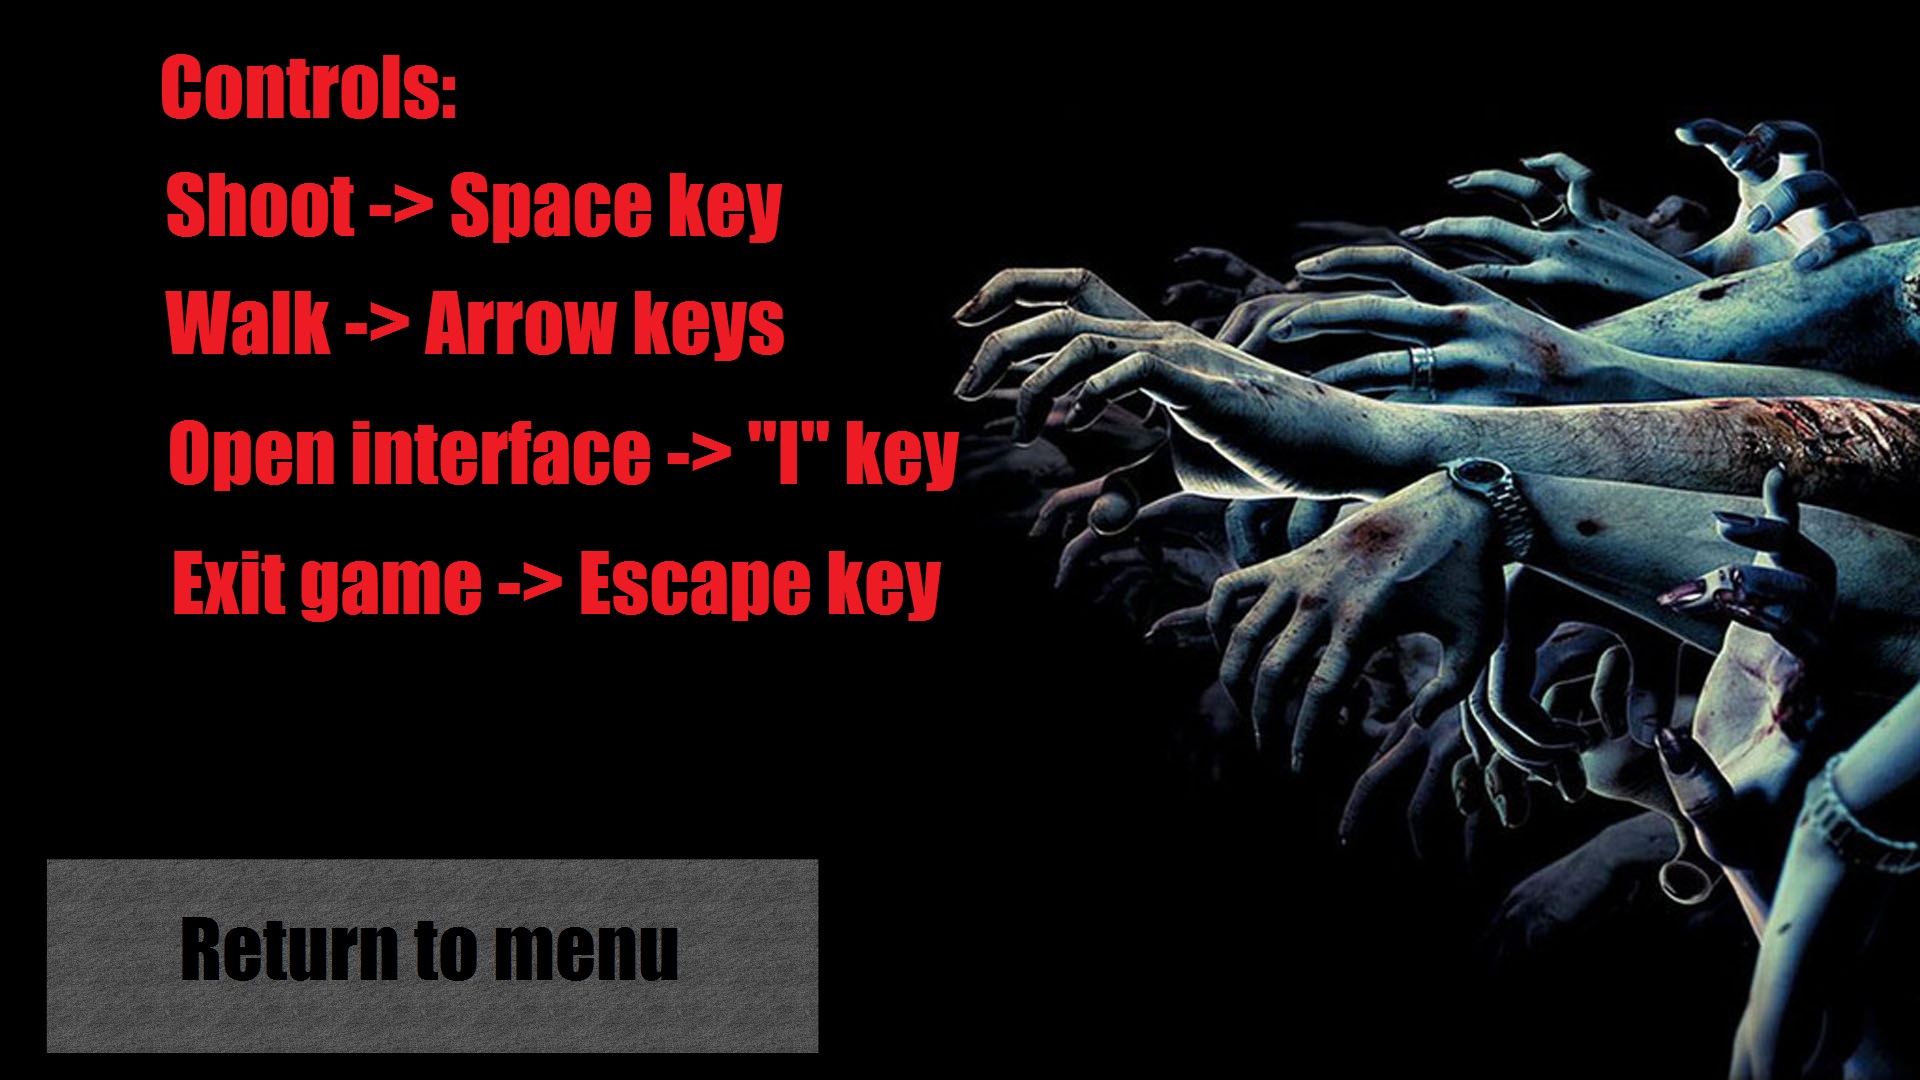 Controls:
Shoot -> Space key
Walk -> Arrow keys
Open interface -> "I" key
Exit game -> Escape key
Return to menu